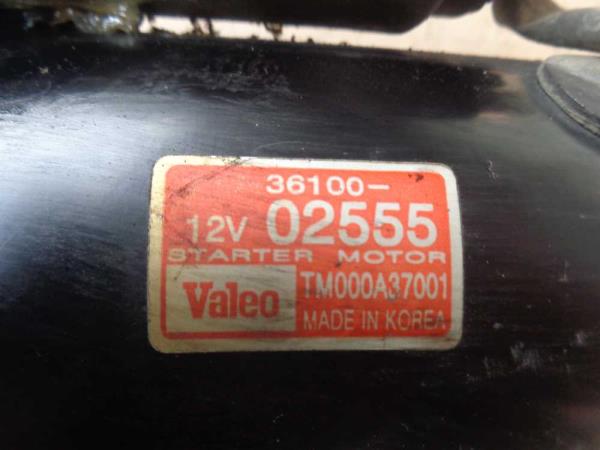 36100-
12V 02555
STARTER MOTOR
Valeo TM000A37001
MADE IN KOREA